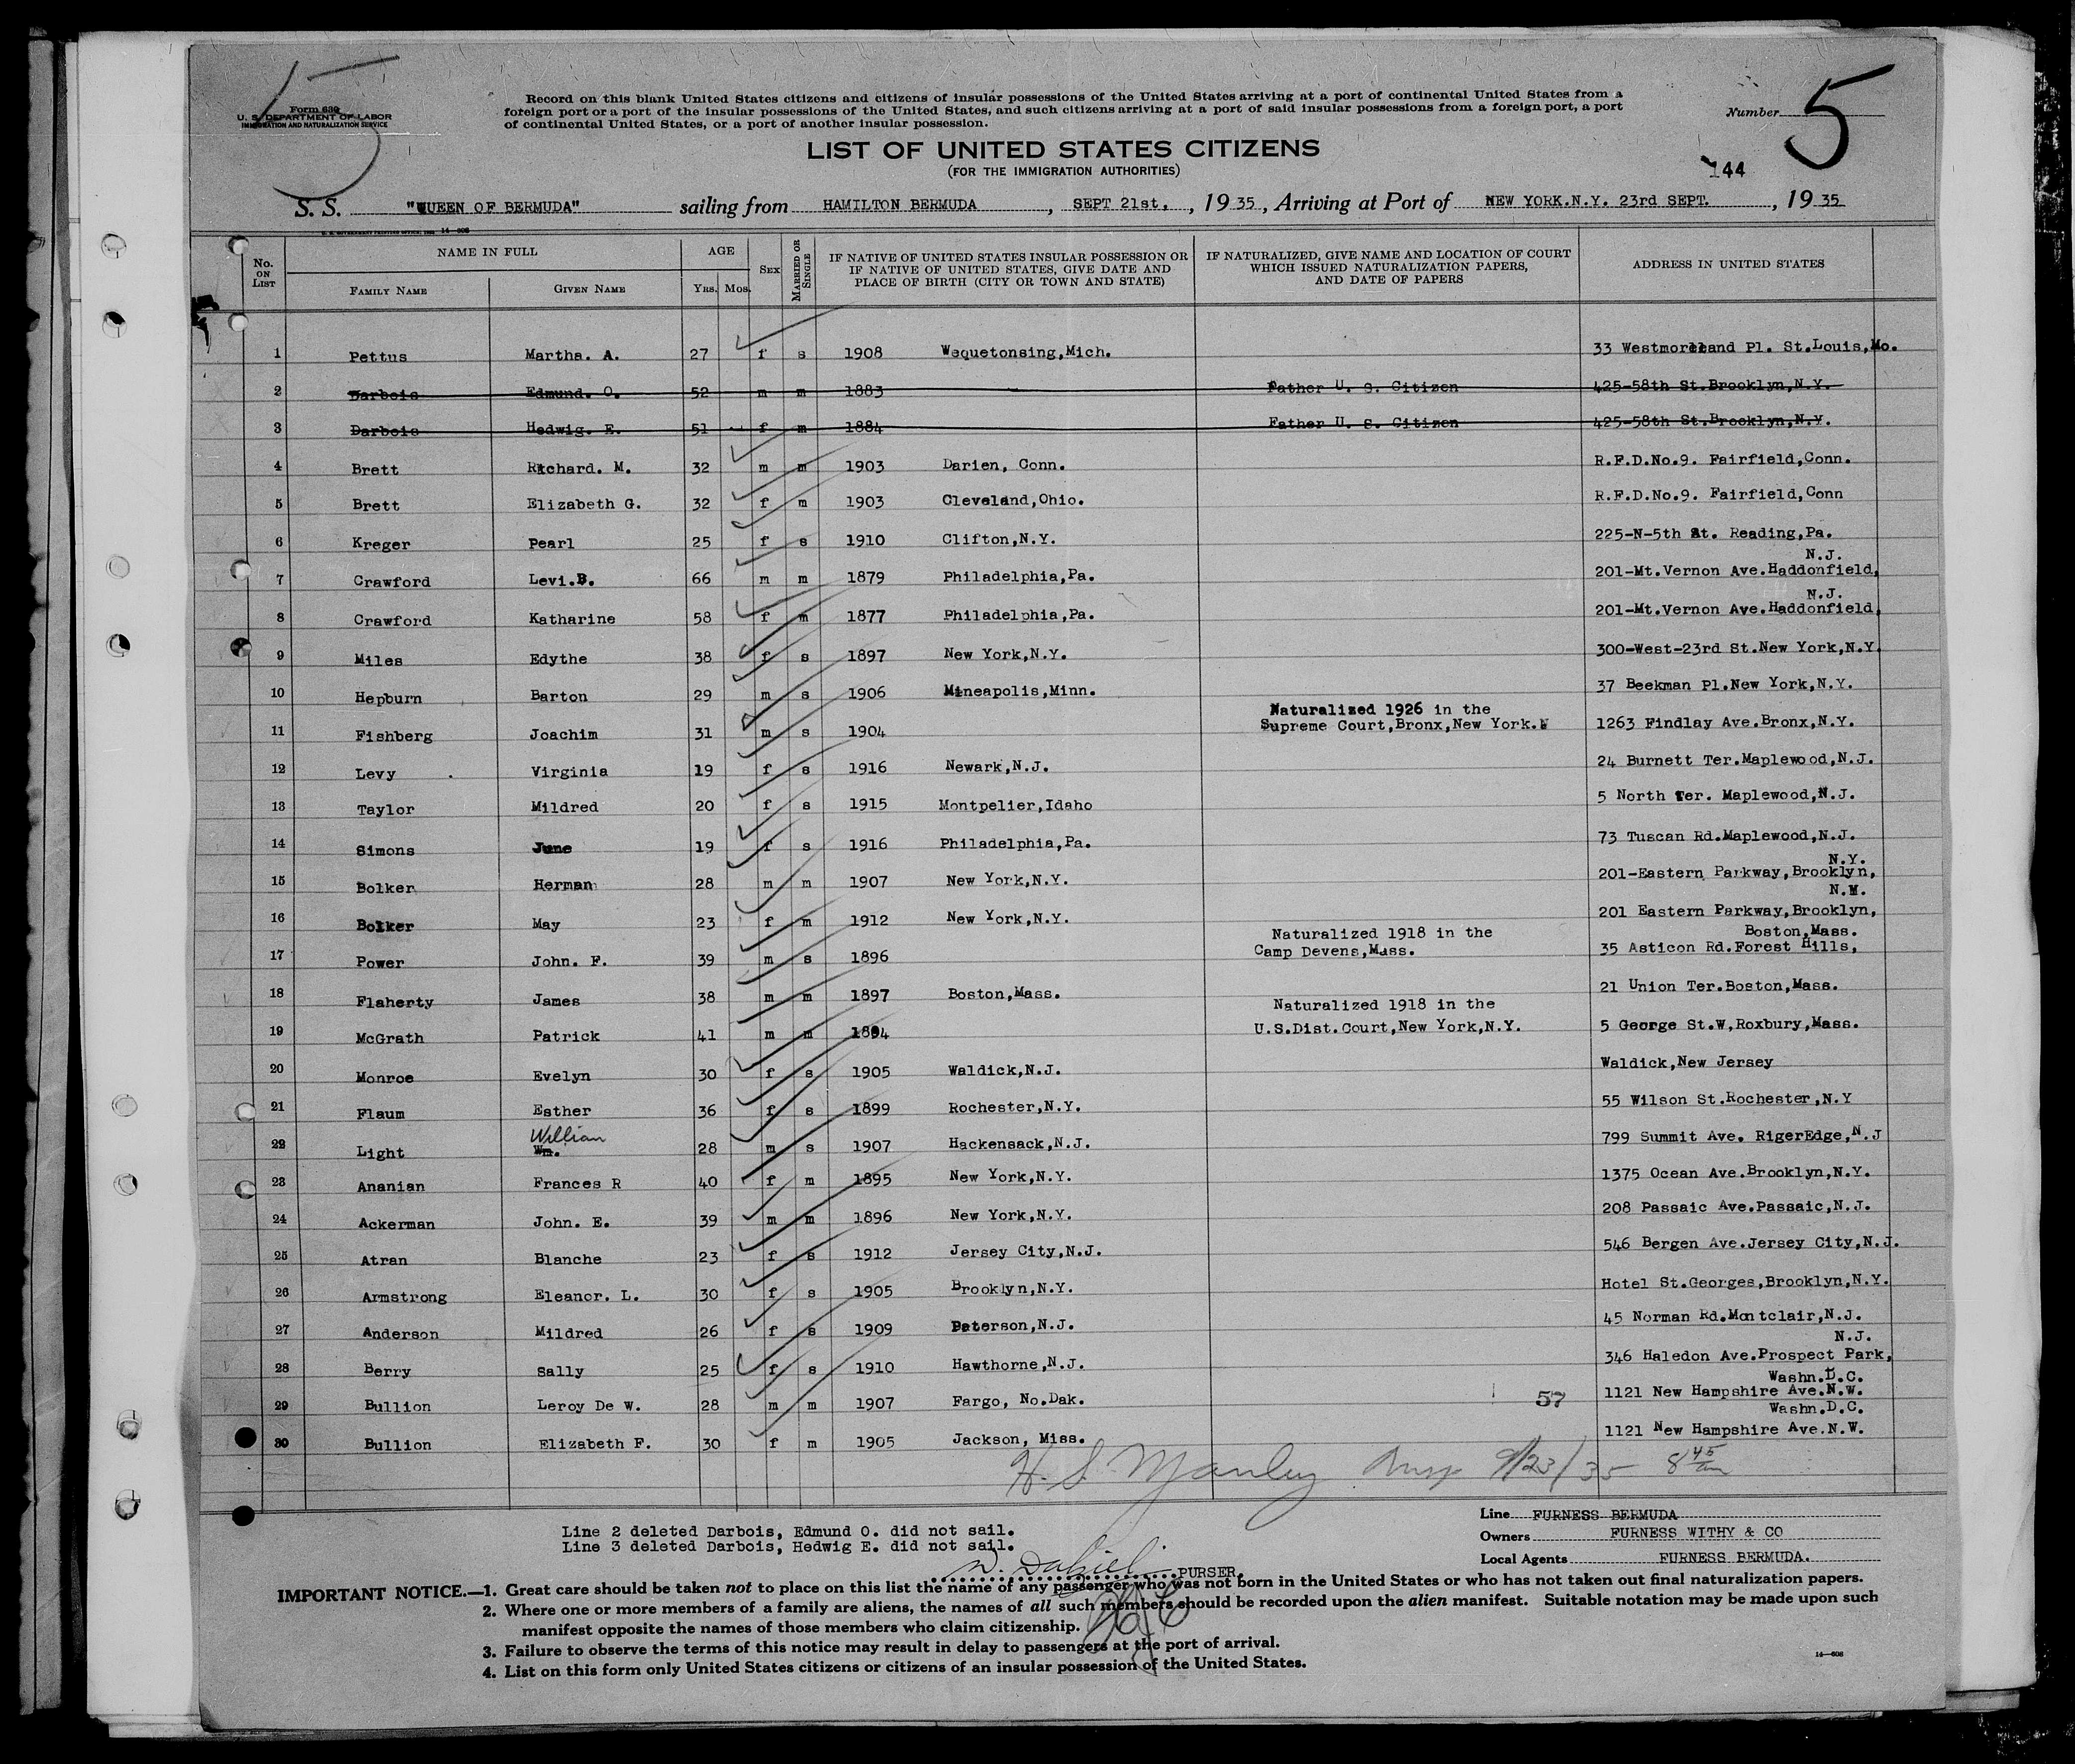 Form 630
U. S. DEPARTMENT OF LABOR
IMMIGRATION AND NATURALIZATION SERVICE
Record on this blank United States citizens and citizens of insular possessions of the United States arriving at a port of continental United States from a
foreign port or a port of the insular possessions of the United States, and such citizens arriving at a port of said insular possessions from a foreign port, a port
of continental United States, or a port of another insular possession.
Number 5
5
LIST OF UNITED STATES CITIZENS
(FOR THE IMMIGRATION AUTHORITIES)
144
S. S. "QUEEN OF BERMUDA" sailing from HAMILTON BERMUDA , SEPT 21st, , 1935, Arriving at Port of NEW YORK.N.Y. 23rd SEPT. , 1935
No. ON LIST NAME IN FULL AGE SEX MARRIED OR SINGLE IF NATIVE OF UNITED STATES INSULAR POSSESSION OR IF NATIVE OF UNITED STATES, GIVE DATE AND PLACE OF BIRTH (CITY OR TOWN AND STATE) IF NATURALIZED, GIVE NAME AND LOCATION OF COURT WHICH ISSUED NATURALIZATION PAPERS, AND DATE OF PAPERS ADDRESS IN UNITED STATES
FAMILY NAME GIVEN NAME YRS. MOS.
1 Pettus Martha. A. 27 f s 1908 Wequetonsing,Mich. 33 Westmoreland Pl. St.Louis,Mo.
2 Darbois Edmund. O. 52 m m 1883 Father U. S. Citizen 425-58th St.Brooklyn,N.Y.
3 Darbois Hedwig. E. 51 f m 1884 Father U. S. Citizen 425-58th St.Brooklyn,N.Y.
4 Brett Richard. M. 32 m m 1903 Darien, Conn. R.F.D.No.9. Fairfield,Conn.
5 Brett Elizabeth G. 32 f m 1903 Cleveland,Ohio. R.F.D.No.9. Fairfield,Conn
6 Kreger Pearl 25 f s 1910 Clifton,N.Y. 225-N-5th St. Reading,Pa.
N.J.
7 Crawford Levi.B. 66 m m 1879 Philadelphia,Pa. 201-Mt.Vernon Ave.Haddonfield,
N.J.
8 Crawford Katharine 58 f m 1877 Philadelphia,Pa. 201-Mt.Vernon Ave.Haddonfield,
9 Miles Edythe 38 f s 1897 New York,N.Y. 300-West-23rd St.New York,N.Y.
10 Hepburn Barton 29 m s 1906 Mineapolis,Minn. 37 Beekman Pl.New York,N.Y.
Naturalized 1926 in the
11 Fishberg Joachim 31 m s 1904 Supreme Court,Bronx,New York. 1263 Findlay Ave.Bronx,N.Y.
12 Levy Virginia 19 f s 1916 Newark,N.J. 24 Burnett Ter.Maplewood,N.J.
13 Taylor Mildred 20 f s 1915 Montpelier,Idaho 5 North Ter. Maplewood,N.J.
14 Simons June 19 f s 1916 Philadelphia,Pa. 73 Tuscan Rd.Maplewood,N.J.
N.Y.
15 Bolker Herman 28 m m 1907 New York,N.Y. 201-Eastern Parkway,Brooklyn,
16 Bolker May 23 f m 1912 New York,N.Y. 201 Eastern Parkway,Brooklyn,
Naturalized 1918 in the Boston,Mass.
17 Power John. F. 39 m s 1896 Camp Devens,Mass. 35 Asticon Rd.Forest Hills,
18 Flaherty James 38 m m 1897 Boston,Mass. 21 Union Ter.Boston,Mass.
Naturalized 1918 in the
19 McGrath Patrick 41 m m 1894 U.S.Dist.Court,New York,N.Y. 5 George St.W,Roxbury,Mass.
20 Monroe Evelyn 30 f s 1905 Waldick,N.J. Waldick,New Jersey
21 Flaum Esther 36 f s 1899 Rochester,N.Y. 55 Wilson St.Rochester,N.Y
William
22 Light Wm. 28 m s 1907 Hackensack,N.J. 799 Summit Ave. RigerEdge,N.J
23 Ananian Frances R 40 f m 1895 New York,N.Y. 1375 Ocean Ave.Brooklyn,N.Y.
24 Ackerman John. E. 39 m m 1896 New York,N.Y. 208 Passaic Ave.Passaic,N.J.
25 Atran Blanche 23 f s 1912 Jersey City,N.J. 546 Bergen Ave.Jersey City,N.J.
26 Armstrong Eleanor. L. 30 f s 1905 Brooklyn,N.Y. Hotel St.Georges,Brooklyn,N.Y.
27 Anderson Mildred 26 f s 1909 Paterson,N.J. 45 Norman Rd.Montclair,N.J.
N.J.
28 Berry Sally 25 f s 1910 Hawthorne,N.J. 346 Haledon Ave.Prospect Park,
Washn.D.C.
29 Bullion Leroy De W. 28 m m 1907 Fargo, No.Dak. 57 1121 New Hampshire Ave.N.W.
Washn.D.C.
30 Bullion Elizabeth F. 30 f m 1905 Jackson, Miss. 1121 New Hampshire Ave.N.W.
H. S. Manley Insp 9/23/35 8 45 am
Line FURNESS BERMUDA
Owners FURNESS WITHY & CO
Local Agents FURNESS BERMUDA.
Line 2 deleted Darbois, Edmund O. did not sail.
Line 3 deleted Darbois, Hedwig E. did not sail.
PURSER.
IMPORTANT NOTICE.—1. Great care should be taken not to place on this list the name of any passenger who was not born in the United States or who has not taken out final naturalization papers.
2. Where one or more members of a family are aliens, the names of all such members should be recorded upon the alien manifest. Suitable notation may be made upon such
manifest opposite the names of those members who claim citizenship.
3. Failure to observe the terms of this notice may result in delay to passengers at the port of arrival.
4. List on this form only United States citizens or citizens of an insular possession of the United States.